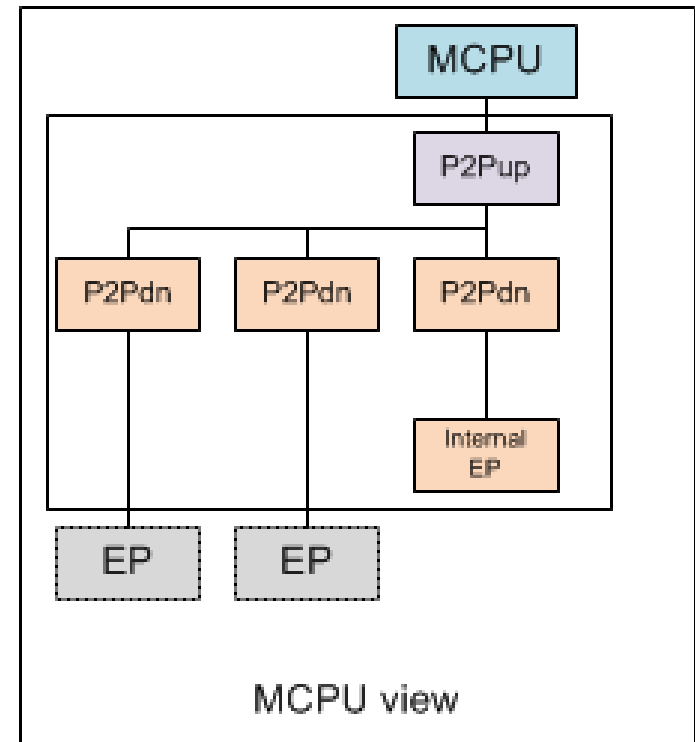 MCPU
P2Pup
P2Pdn
P2Pdn
P2Pdn
Internal
EP
EP
EP
MCPU view